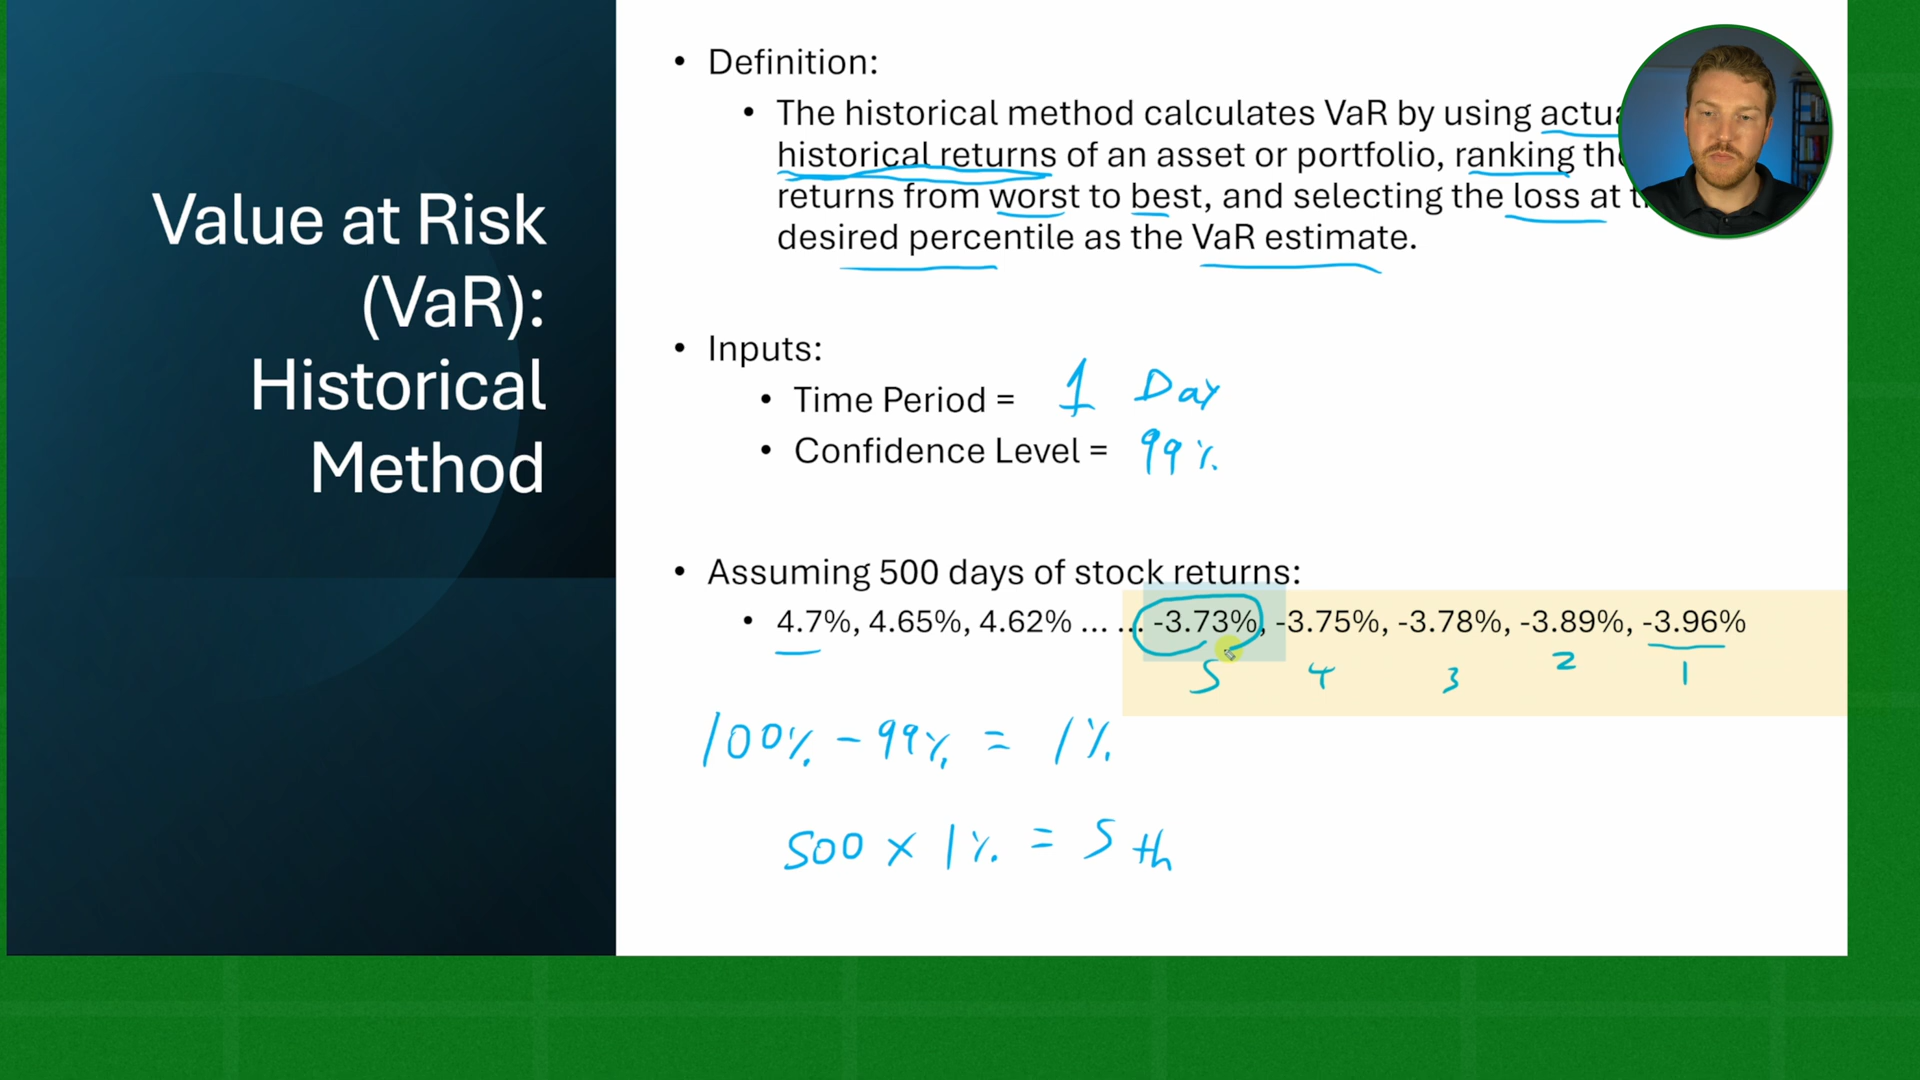 Value at Risk
(VaR):
Historical
Method
• Definition:
• The historical method calculates VaR by using
historical returns of an asset or portfolio, ranking
returns from worst to best, and selecting the loss at
desired percentile as the VaR estimate.
• Inputs:
• Time Period = 1 Day
• Confidence Level = 99%
• Assuming 500 days of stock returns:
• 4.7%, 4.65%, 4.62% ... ... -3.73%, -3.75%, -3.78%, -3.89%, -3.96%
5 4 3 2 1
100% - 99% = 1%
500 x 1% = 5 th